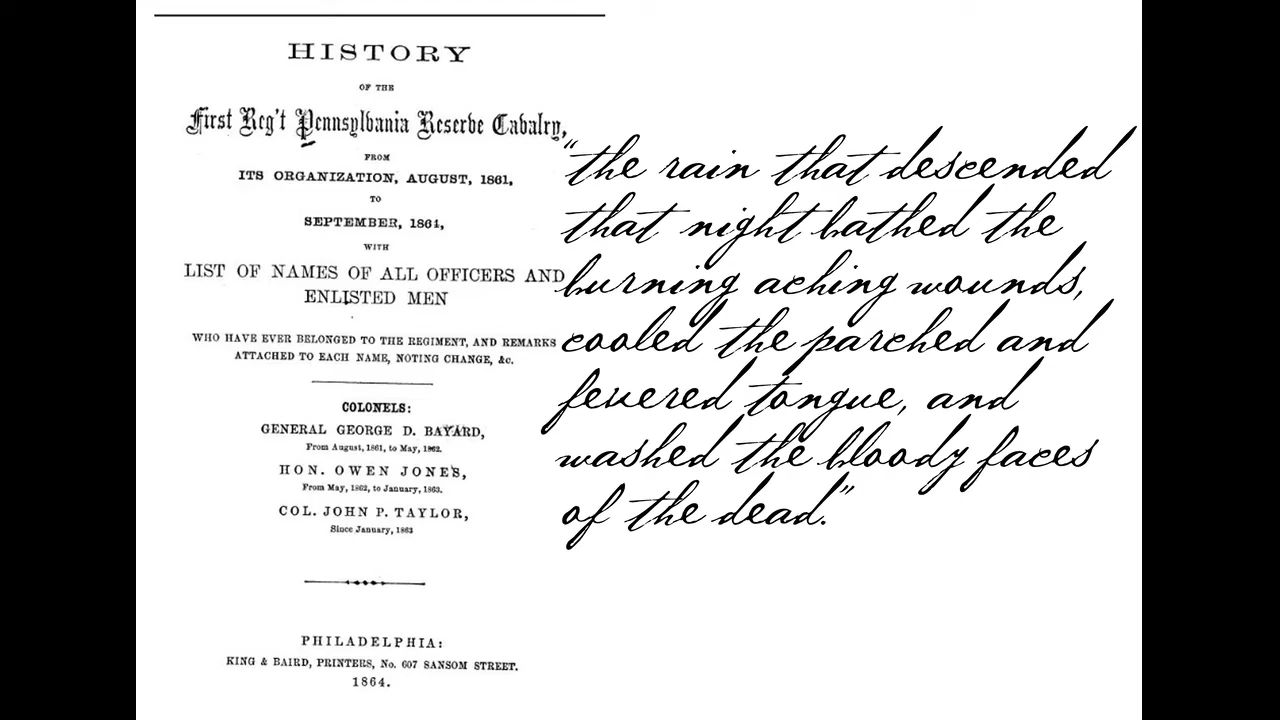 HISTORY
OF THE
First Reg't Pennsylvania Reserve Cavalry,
FROM
ITS ORGANIZATION, AUGUST, 1861,
TO
SEPTEMBER, 1864,
WITH
LIST OF NAMES OF ALL OFFICERS AND
ENLISTED MEN
WHO HAVE EVER BELONGED TO THE REGIMENT, AND REMARKS
ATTACHED TO EACH NAME, NOTING CHANGE, &c.
COLONELS:
GENERAL GEORGE D. BAYARD,
From August, 1861, to May, 1862.
HON. OWEN JONES,
From May, 1862, to January, 1863.
COL. JOHN P. TAYLOR,
Since January, 1863
PHILADELPHIA:
KING & BAIRD, PRINTERS, No. 607 SANSOM STREET.
1864.
"the rain that descended
that night bathed the
burning aching wounds,
cooled the parched and
fevered tongue, and
washed the bloody faces
of the dead."